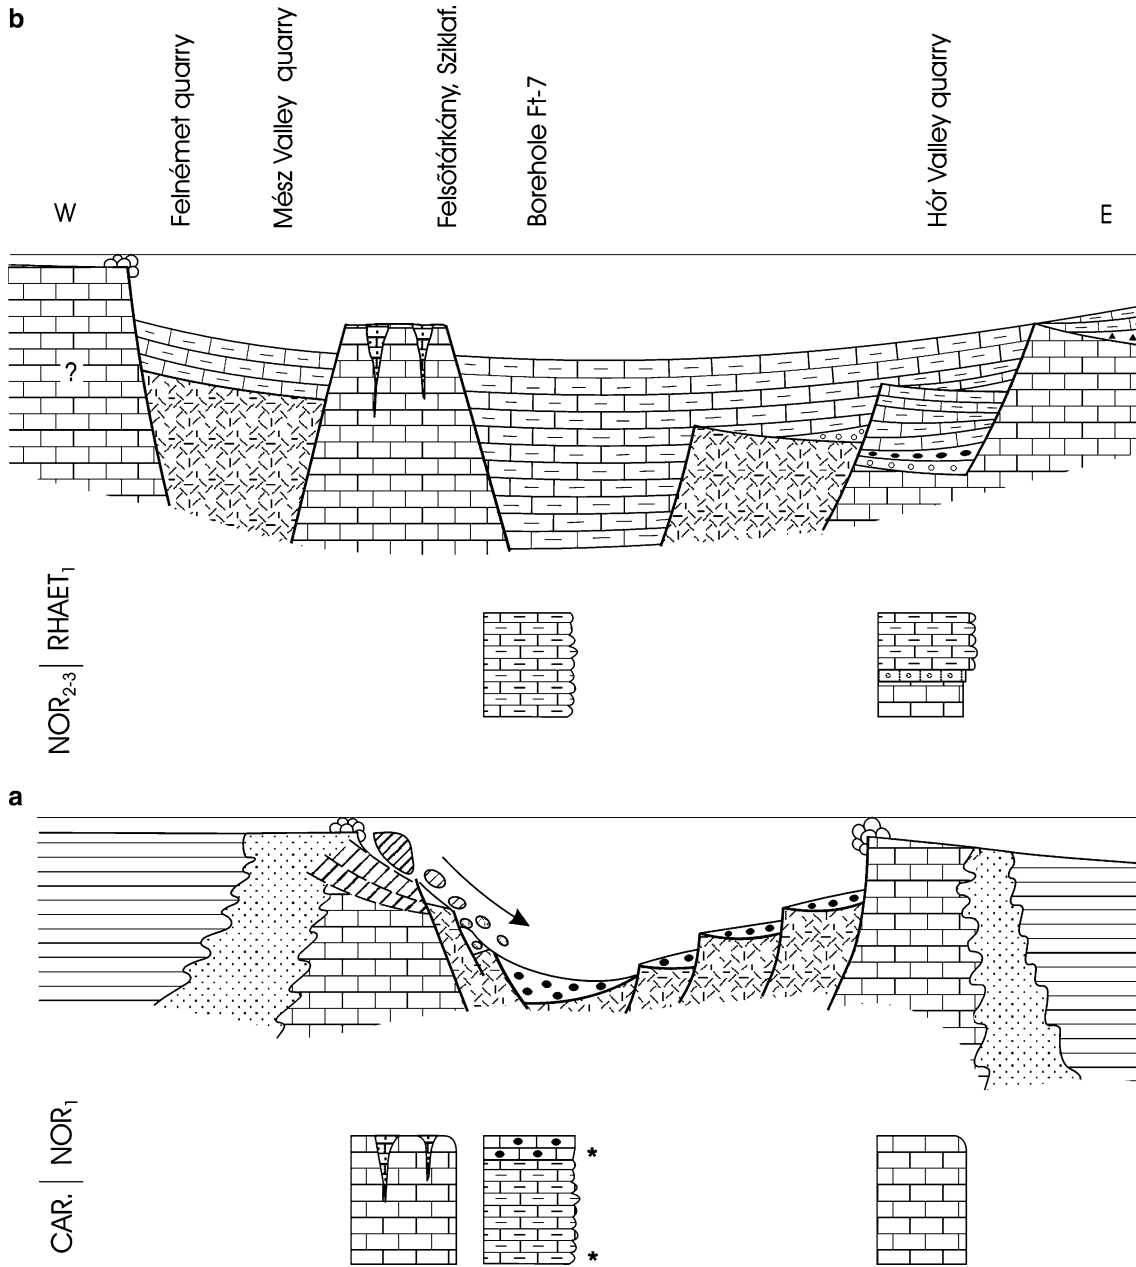 b
Felnémet quarry
Mész Valley quarry
Felsőtárkány, Sziklaf.
Borehole Ft-7
Hór Valley quarry
W
E
?
NOR2-3 | RHAET1
a
CAR. | NOR1
*
*